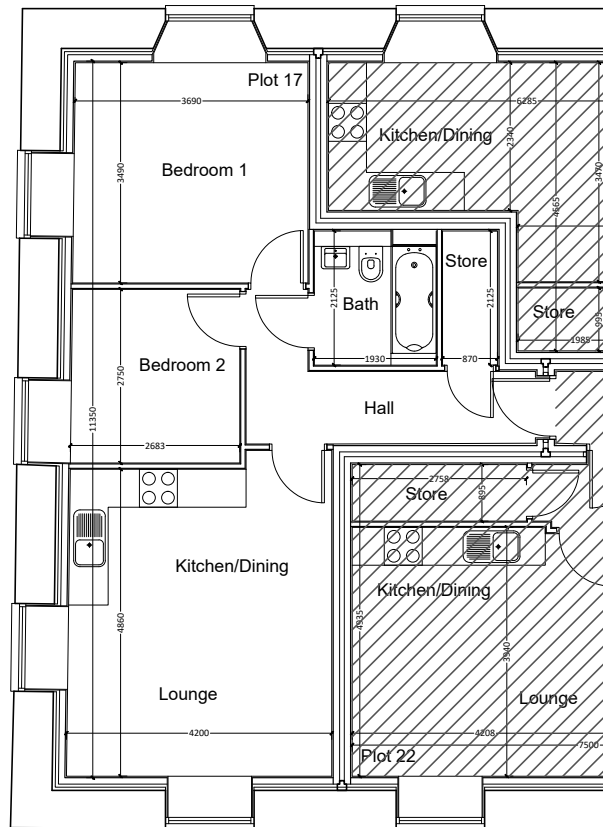 Plot 17
3690
6285
Kitchen/Dining
2340
3490
Bedroom 1
3470
4665
Store
2125
Bath
2125
Store
995
1930
870
1985
Bedroom 2
2750
11350
Hall
2683
2758
Store
895
Kitchen/Dining
Kitchen/Dining
4860
4935
3940
Lounge
Lounge
4200
4208
7500
Plot 22